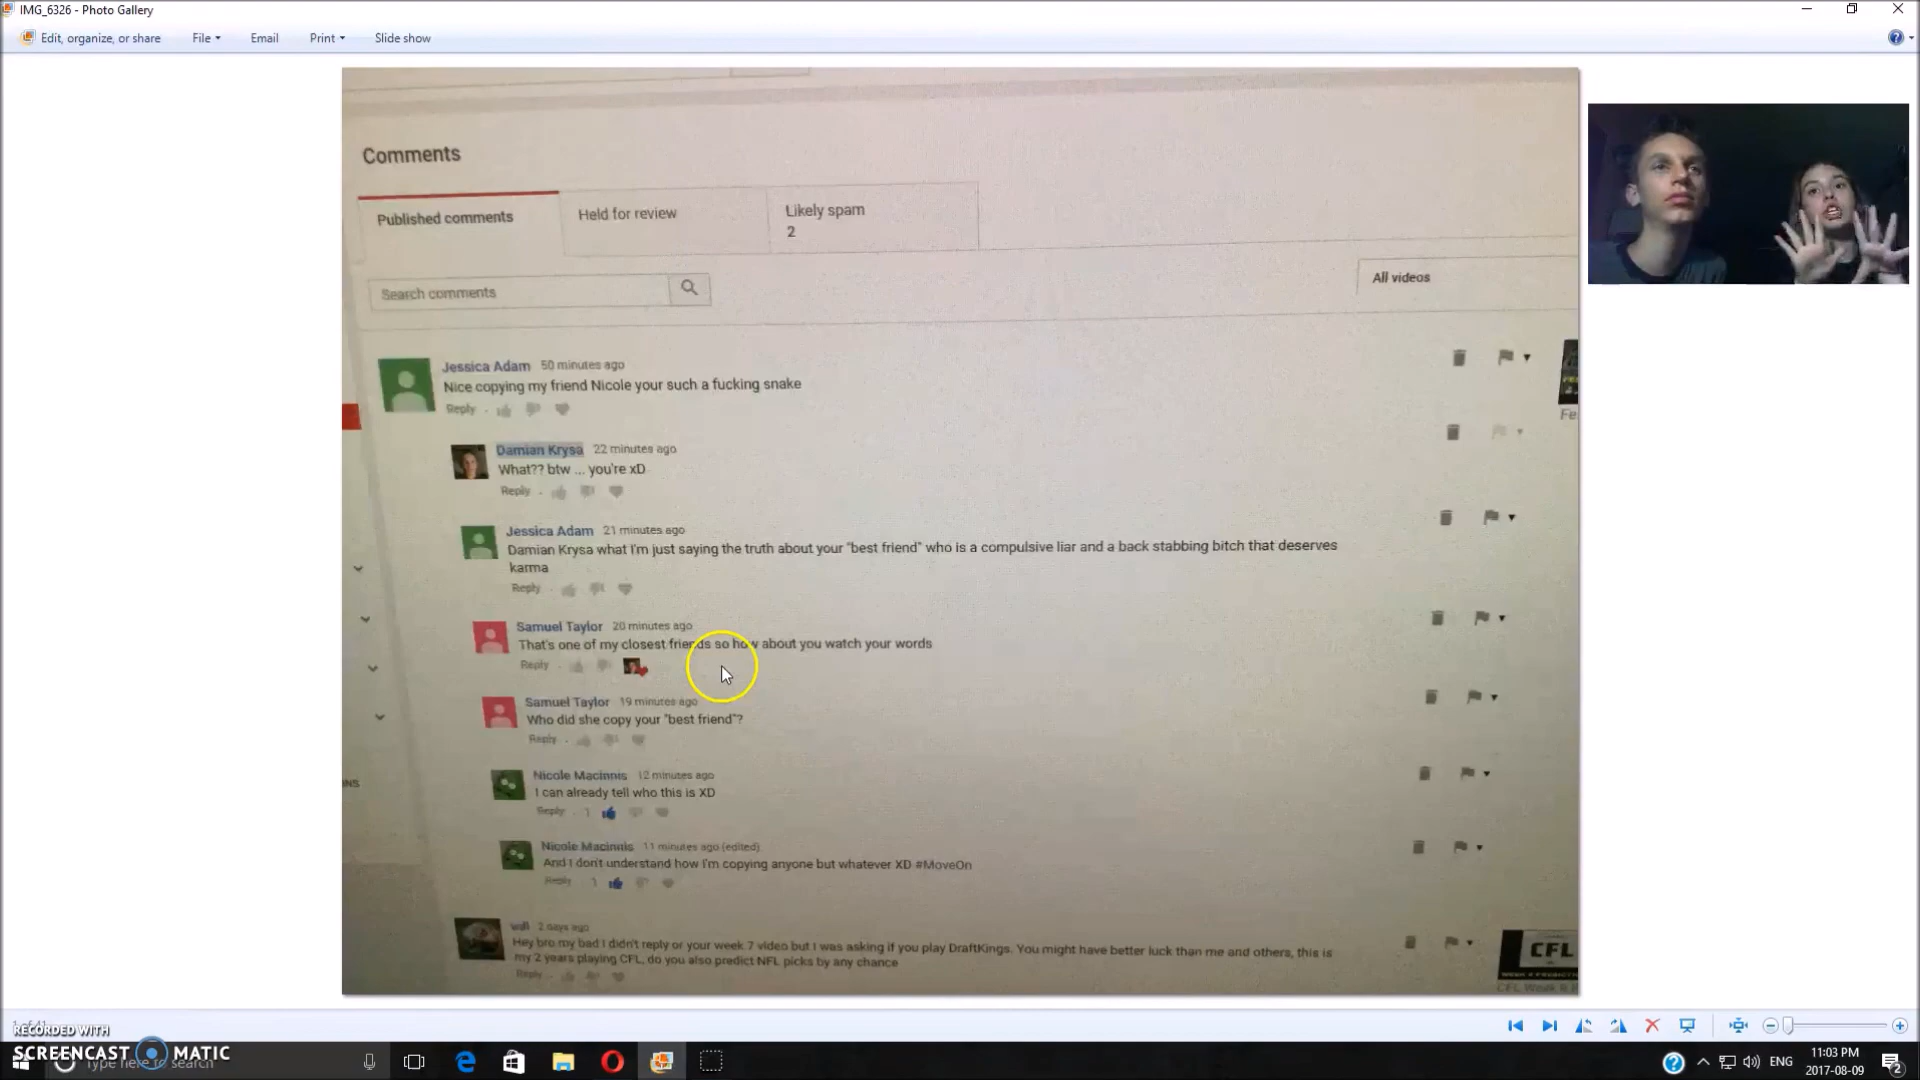 IMG_6326 - Photo Gallery
Edit, organize, or share File Email Print Slide show
Comments
Published comments Held for review Likely spam
2
Search comments
All videos
Jessica Adam 50 minutes ago
Nice copying my friend Nicole your such a fucking snake
Reply
Fe
Damian Krysa 22 minutes ago
What?? btw ... you're xD
Reply
Jessica Adam 21 minutes ago
Damian Krysa what I'm just saying the truth about your "best friend" who is a compulsive liar and a back stabbing bitch that deserves
karma
Reply
Samuel Taylor 20 minutes ago
That's one of my closest friends so how about you watch your words
Reply
Samuel Taylor 19 minutes ago
Who did she copy your "best friend"?
Reply
Nicole Macinnis 12 minutes ago
I can already tell who this is XD
Reply 1
Nicole Macinnis 11 minutes ago (edited)
And I don't understand how I'm copying anyone but whatever XD #MoveOn
Reply 1
2 days ago
Hey bro my bad I didn't reply or your week 7 video but I was asking if you play DraftKings. You might have better luck than me and others, this is
my 2 years playing CFL, do you also predict NFL picks by any chance
Reply
CFL
RECORDED WITH
SCREENCAST MATIC
Type here to search
ENG
11:03 PM
2017-08-09
2